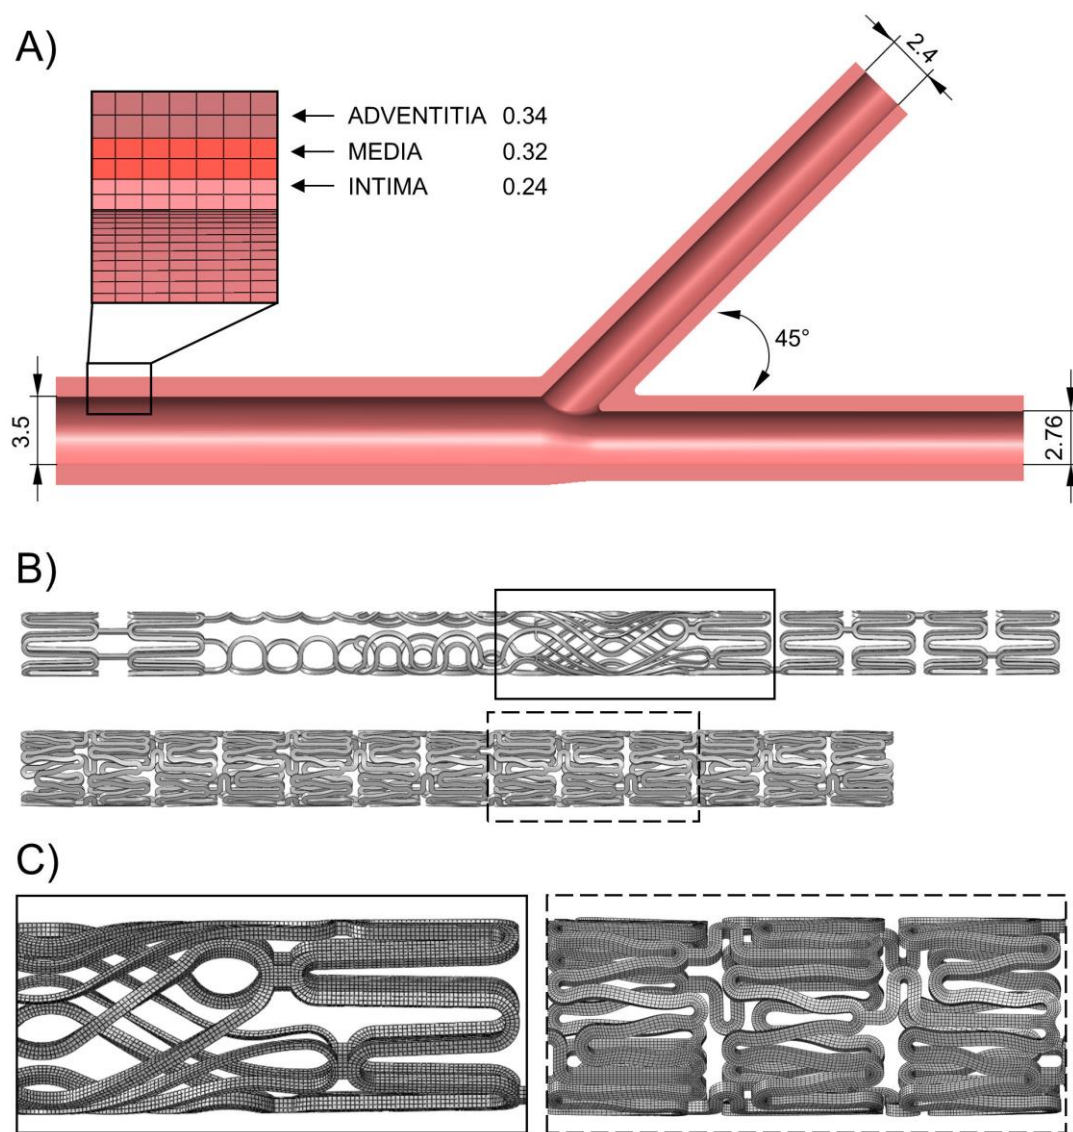 A)
2.4
ADVENTITIA 0.34
MEDIA 0.32
INTIMA 0.24
45°
3.5
2.76
B)
C)